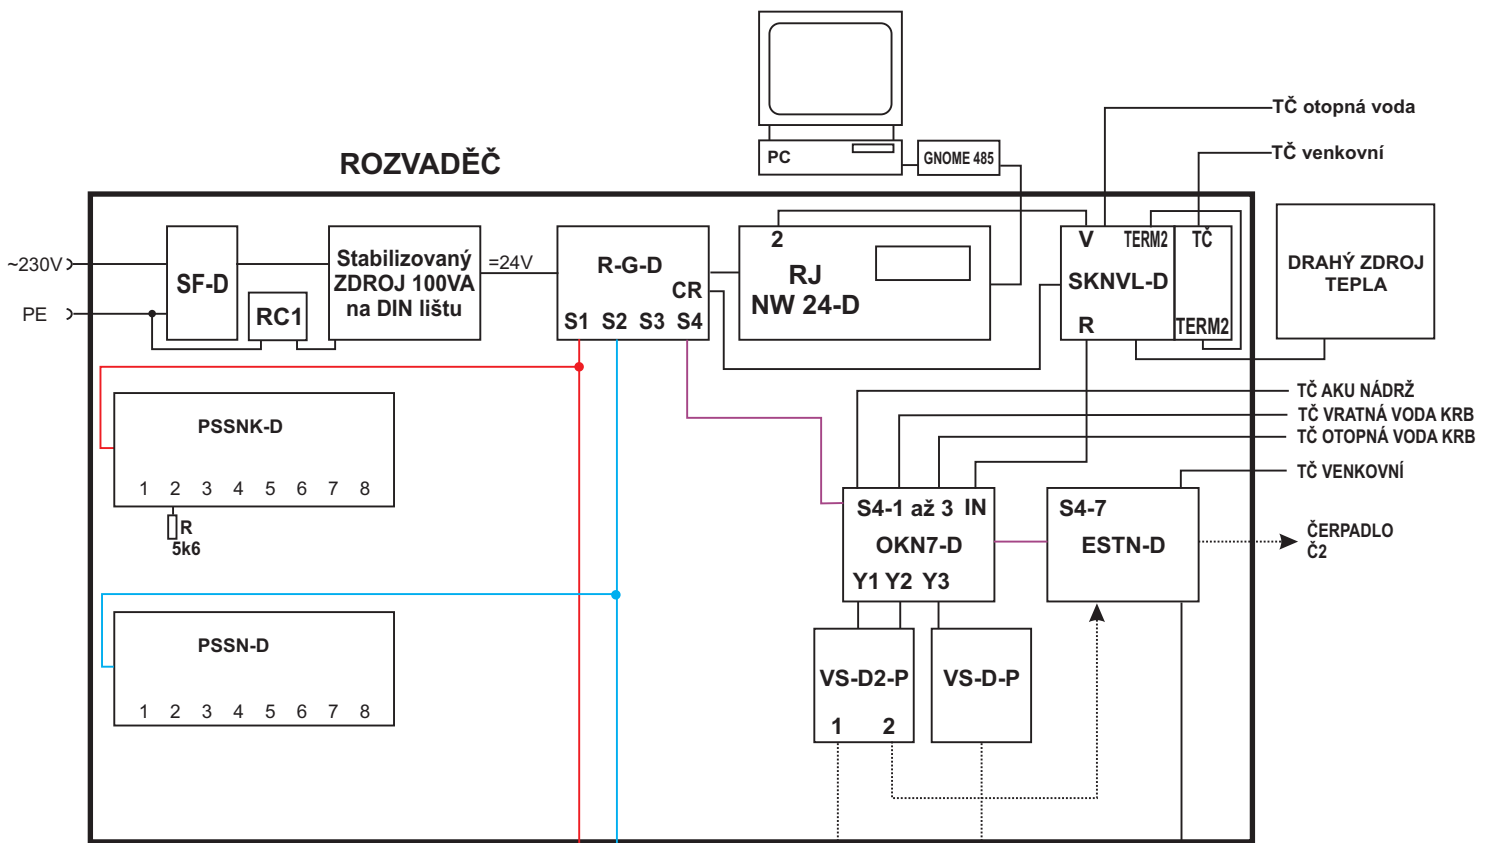 PC
GNOME 485
TČ otopná voda
TČ venkovní
ROZVADĚČ
~230V
PE
SF-D
RC1
Stabilizovaný
ZDROJ 100VA
na DIN lištu
=24V
R-G-D
CR
S1 S2 S3 S4
2
RJ
NW 24-D
V TERM2 TČ
SKNVL-D
R TERM2
DRAHÝ ZDROJ
TEPLA
PSSNK-D
1 2 3 4 5 6 7 8
R
5k6
PSSN-D
1 2 3 4 5 6 7 8
TČ AKU NÁDRŽ
TČ VRATNÁ VODA KRB
TČ OTOPNÁ VODA KRB
TČ VENKOVNÍ
S4-1 až 3 IN
OKN7-D
Y1 Y2 Y3
S4-7
ESTN-D
ČERPADLO
Č2
VS-D2-P
1 2
VS-D-P